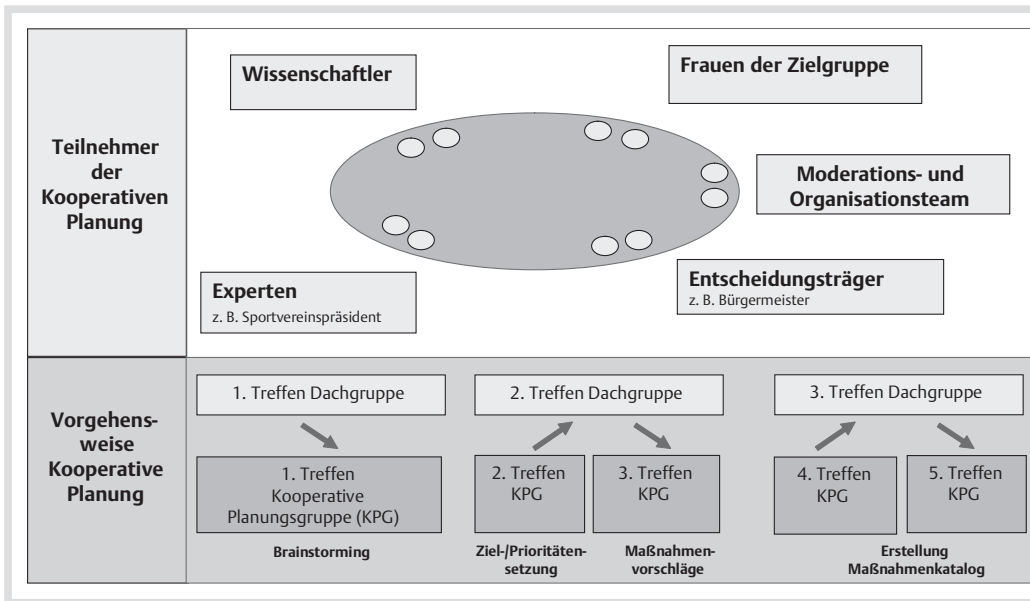 Teilnehmer
der
Kooperativen
Planung
Wissenschaftler
Frauen der Zielgruppe
Moderations- und
Organisationsteam
Experten
z. B. Sportvereinspräsident
Entscheidungsträger
z. B. Bürgermeister
Vorgehens-
weise
Kooperative
Planung
1. Treffen Dachgruppe
2. Treffen Dachgruppe
3. Treffen Dachgruppe
1. Treffen
Kooperative
Planungsgruppe (KPG)
2. Treffen
KPG
3. Treffen
KPG
4. Treffen
KPG
5. Treffen
KPG
Brainstorming
Ziel-/Prioritäten-
setzung
Maßnahmen-
vorschläge
Erstellung
Maßnahmenkatalog